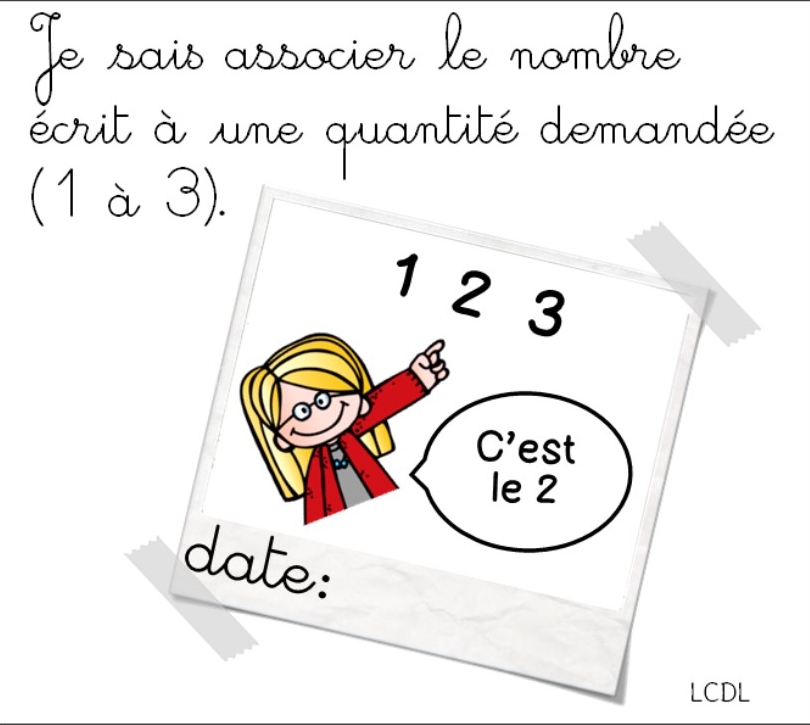 Je sais associer le nombre
écrit à une quantité demandée
(1 à 3).
1 2 3
C'est
le 2
date:
LCDL